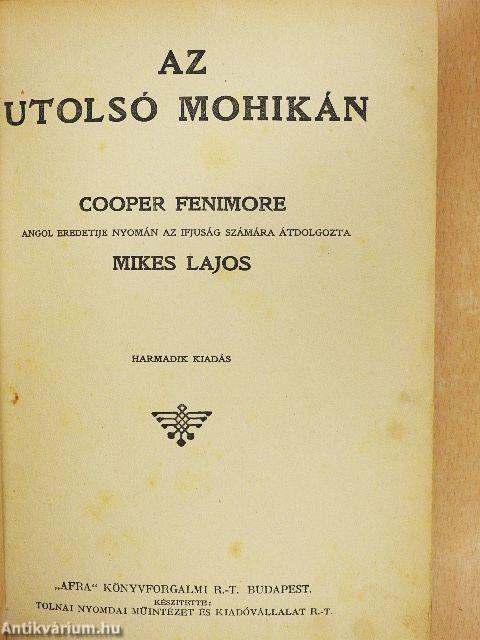 AZ
UTOLSÓ MOHIKÁN
COOPER FENIMORE
ANGOL EREDETIJE NYOMÁN AZ IFJUSÁG SZÁMÁRA ÁTDOLGOZTA
MIKES LAJOS
HARMADIK KIADÁS
„AFRA" KÖNYVFORGALMI R.-T. BUDAPEST.
KÉSZITETTE:
TOLNAI NYOMDAI MŰINTÉZET ÉS KIADÓVÁLLALAT R.-T.
Antikvárium.hu